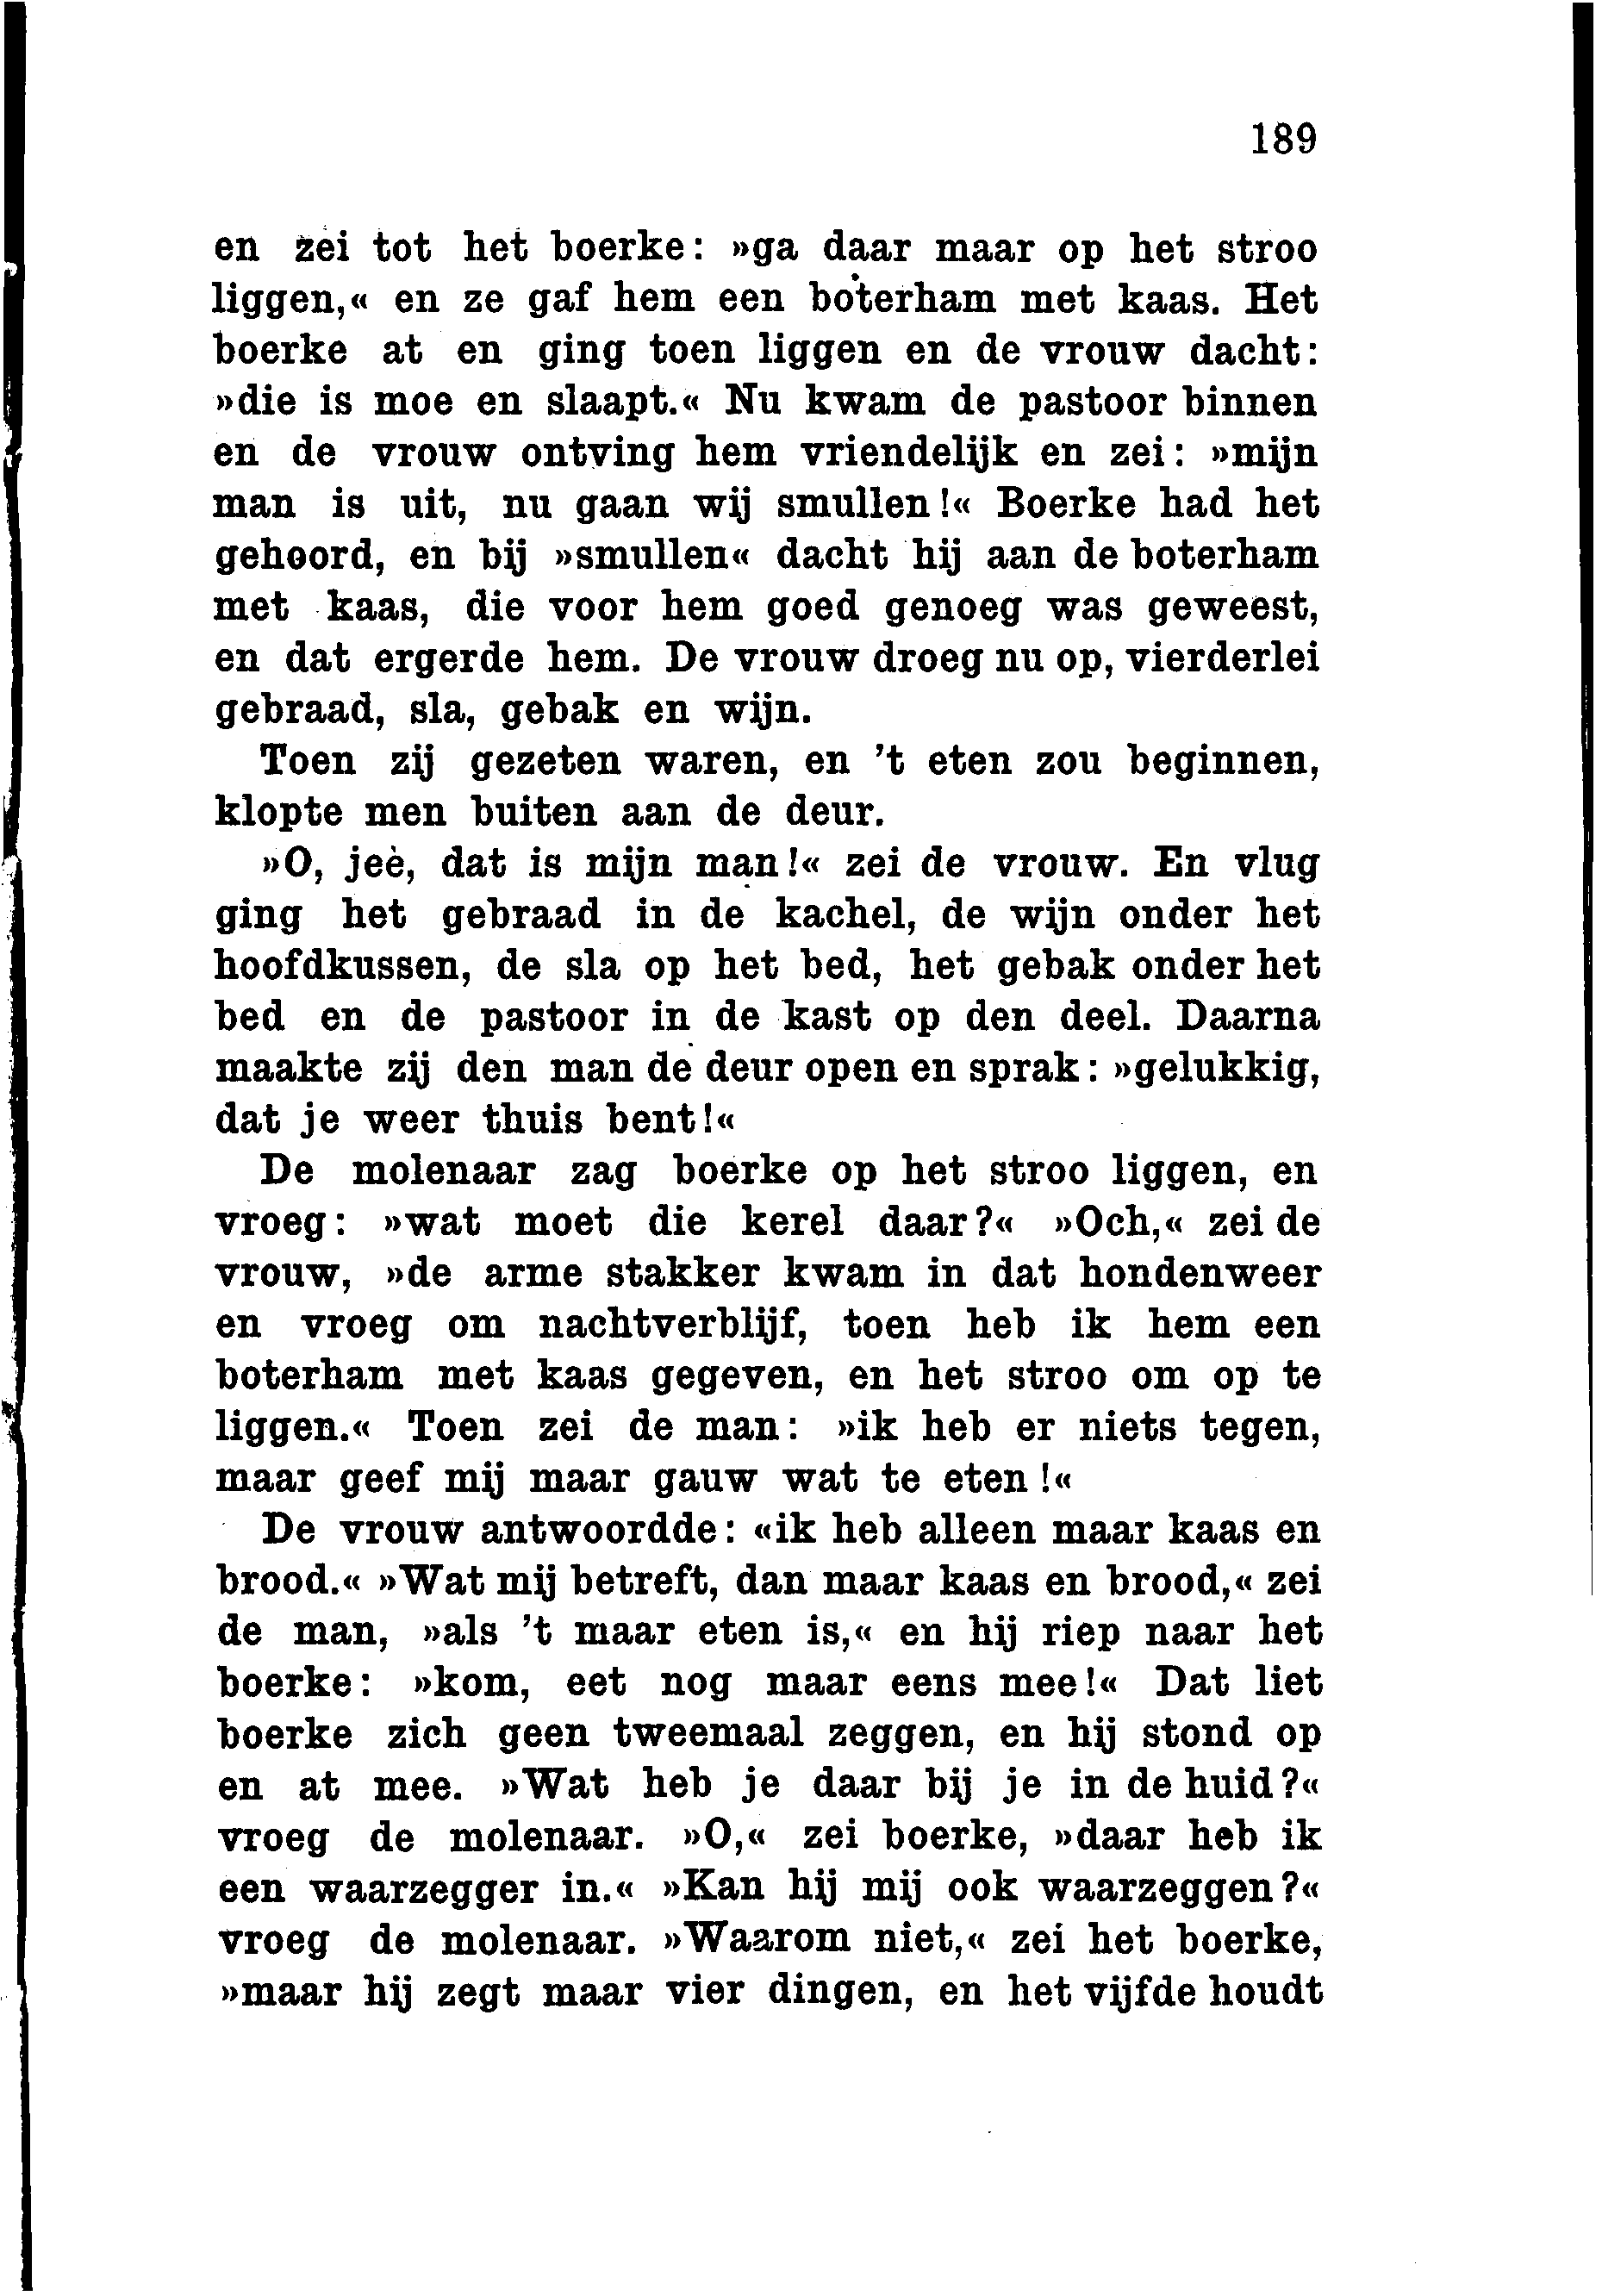 189
en zei tot het boerke: »ga daar maar op het stroo
liggen,« en ze gaf hem een boterham met kaas. Het
boerke at en ging toen liggen en de vrouw dacht:
»die is moe en slaapt.« Nu kwam de pastoor binnen
en de vrouw ontving hem vriendelijk en zei: »mijn
man is uit, nu gaan wij smullen!« Boerke had het
gehoord, en bij »smullen« dacht hij aan de boterham
met kaas, die voor hem goed genoeg was geweest,
en dat ergerde hem. De vrouw droeg nu op, vierderlei
gebraad, sla, gebak en wijn.
Toen zij gezeten waren, en 't eten zou beginnen,
klopte men buiten aan de deur.
»O, jeè, dat is mijn man!« zei de vrouw. En vlug
ging het gebraad in de kachel, de wijn onder het
hoofdkussen, de sla op het bed, het gebak onder het
bed en de pastoor in de kast op den deel. Daarna
maakte zij den man de deur open en sprak: »gelukkig,
dat je weer thuis bent!«
De molenaar zag boerke op het stroo liggen, en
vroeg: »wat moet die kerel daar?« »Och,« zei de
vrouw, »de arme stakker kwam in dat hondenweer
en vroeg om nachtverblijf, toen heb ik hem een
boterham met kaas gegeven, en het stroo om op te
liggen.« Toen zei de man: »ik heb er niets tegen,
maar geef mij maar gauw wat te eten!«
De vrouw antwoordde: «ik heb alleen maar kaas en
brood.« »Wat mij betreft, dan maar kaas en brood,« zei
de man, »als 't maar eten is,« en hij riep naar het
boerke: »kom, eet nog maar eens mee!« Dat liet
boerke zich geen tweemaal zeggen, en hij stond op
en at mee. »Wat heb je daar bij je in de huid?«
vroeg de molenaar. »O,« zei boerke, »daar heb ik
een waarzegger in.« »Kan hij mij ook waarzeggen?«
vroeg de molenaar. »Waarom niet,« zei het boerke,
»maar hij zegt maar vier dingen, en het vijfde houdt